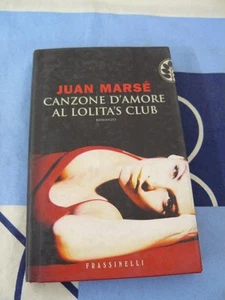 JUAN MARSÉ
CANZONE D'AMORE
AL LOLITA'S CLUB
ROMANZO
FRASSINELLI